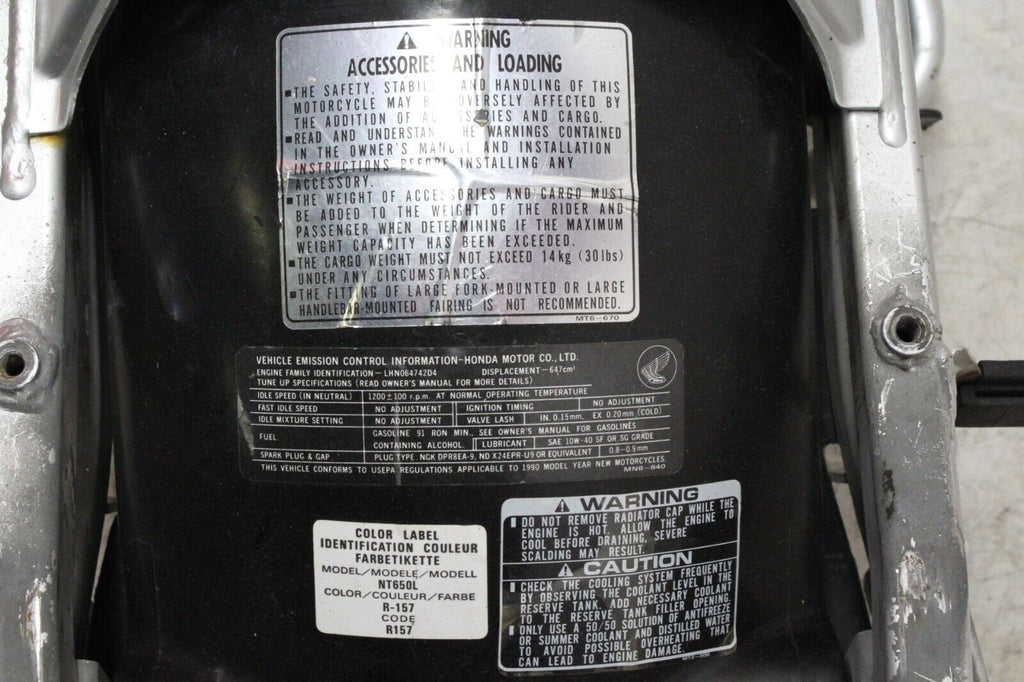 WARNING
ACCESSORIES AND LOADING
■THE SAFETY, STABIL AND HANDLING OF THIS
MOTORCYCLE MAY B DVERSELY AFFECTED BY
THE ADDITION OF AC SSORIES AND CARGO.
■READ AND UNDERSTAN THE WARNINGS CONTAINED
IN THE OWNER'S MANUAL AND INSTALLATION
INSTRUCTIONS BEFORE INSTALLING ANY
ACCESSORY.
■THE WEIGHT OF ACCESSORIES AND CARGO MUST
BE ADDED TO THE WEIGHT OF THE RIDER AND
PASSENGER WHEN DETERMINING IF THE MAXIMUM
WEIGHT CAPACITY HAS BEEN EXCEEDED.
■THE CARGO WEIGHT MUST NOT EXCEED 14kg (30lbs)
UNDER ANY CIRCUMSTANCES.
■THE FITTING OF LARGE FORK-MOUNTED OR LARGE
HANDLEBAR-MOUNTED FAIRING IS NOT RECOMMENDED.
MT6-670
VEHICLE EMISSION CONTROL INFORMATION-HONDA MOTOR CO., LTD.
ENGINE FAMILY IDENTIFICATION-LHN064742D4 DISPLACEMENT-647cm³
TUNE UP SPECIFICATIONS (READ OWNER'S MANUAL FOR MORE DETAILS)
IDLE SPEED (IN NEUTRAL) 1200±100 r.p.m. AT NORMAL OPERATING TEMPERATURE
FAST IDLE SPEED NO ADJUSTMENT IGNITION TIMING NO ADJUSTMENT
IDLE MIXTURE SETTING NO ADJUSTMENT VALVE LASH IN. 0.15mm, EX. 0.20mm (COLD)
FUEL GASOLINE 91 RON MIN., SEE OWNER'S MANUAL FOR GASOLINES
CONTAINING ALCOHOL. LUBRICANT SAE 10W-40 SF OR SG GRADE
SPARK PLUG & GAP PLUG TYPE NGK DPR8EA-9, ND X24EPR-U9 OR EQUIVALENT 0.8-0.9mm
THIS VEHICLE CONFORMS TO USEPA REGULATIONS APPLICABLE TO 1990 MODEL YEAR NEW MOTORCYCLES.
MN8-840
COLOR LABEL
IDENTIFICATION COULEUR
FARBETIKETTE
MODEL/MODELE/MODELL
NT650L
COLOR/COULEUR/FARBE
R-157
CODE
R157
WARNING
DO NOT REMOVE RADIATOR CAP WHILE THE
ENGINE IS HOT. ALLOW THE ENGINE TO
COOL BEFORE DRAINING, SEVERE
SCALDING MAY RESULT.
CAUTION
CHECK THE COOLING SYSTEM FREQUENTLY
BY OBSERVING THE COOLANT LEVEL IN THE
RESERVE TANK. ADD NECESSARY COOLANT
TO THE RESERVE TANK FILLER OPENING.
ONLY USE A 50/50 SOLUTION OF ANTIFREEZE
OR SUMMER COOLANT AND DISTILLED WATER
TO AVOID POSSIBLE OVERHEATING THAT
CAN LEAD TO ENGINE DAMAGE.